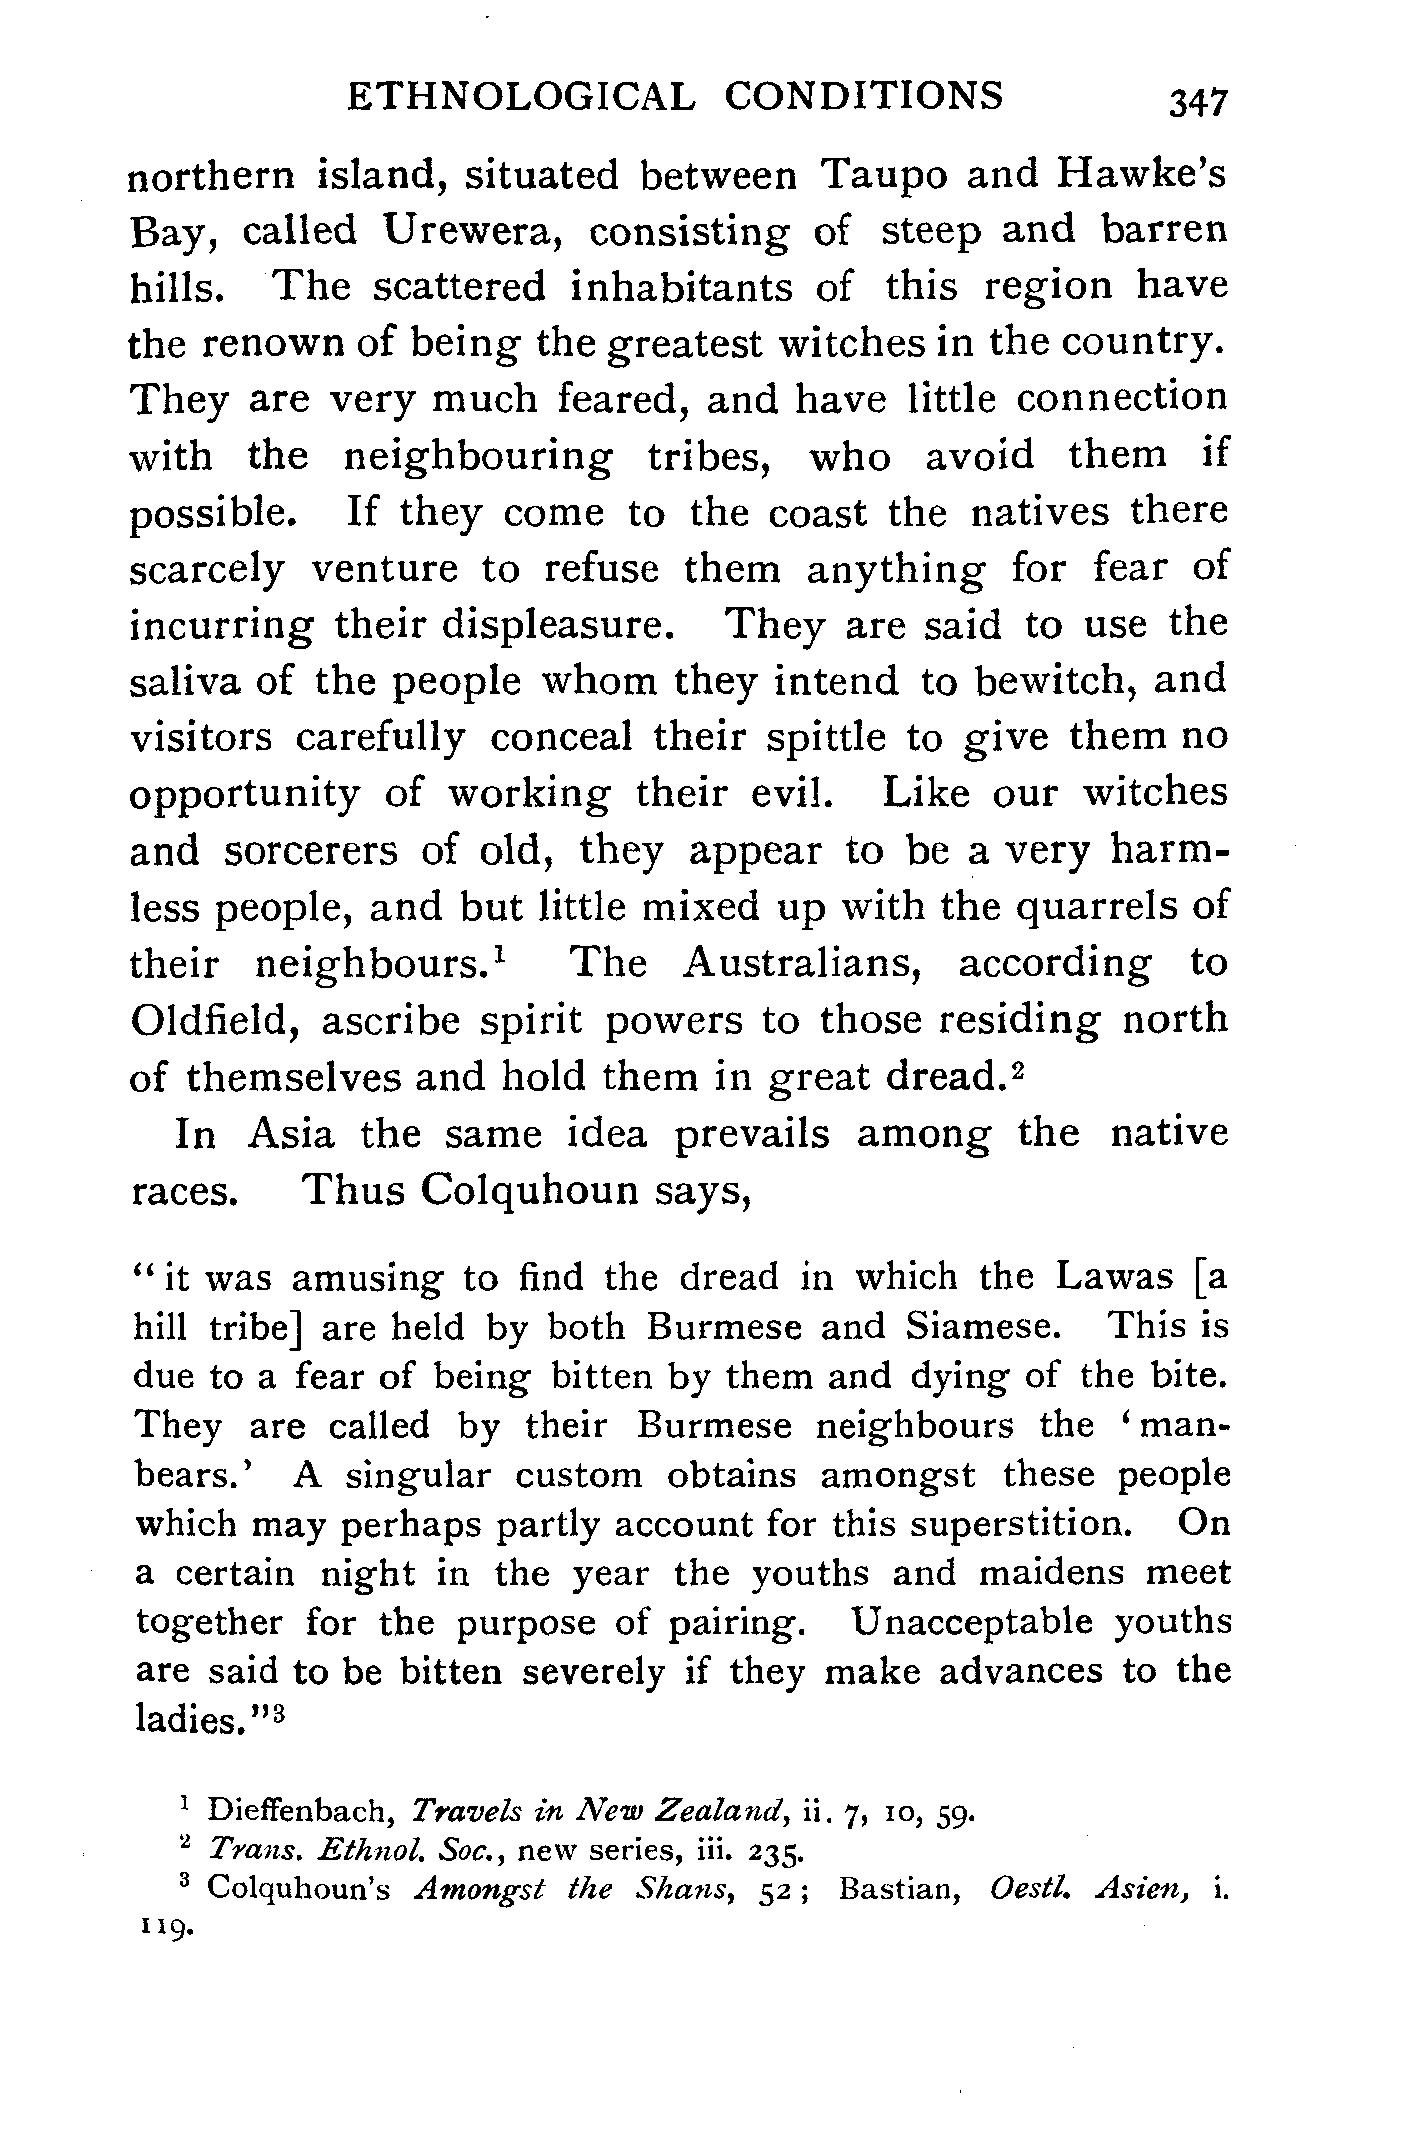 ETHNOLOGICAL CONDITIONS 347
northern island, situated between Taupo and Hawke's
Bay, called Urewera, consisting of steep and barren
hills. The scattered inhabitants of this region have
the renown of being the greatest witches in the country.
They are very much feared, and have little connection
with the neighbouring tribes, who avoid them if
possible. If they come to the coast the natives there
scarcely venture to refuse them anything for fear of
incurring their displeasure. They are said to use the
saliva of the people whom they intend to bewitch, and
visitors carefully conceal their spittle to give them no
opportunity of working their evil. Like our witches
and sorcerers of old, they appear to be a very harm-
less people, and but little mixed up with the quarrels of
their neighbours.¹ The Australians, according to
Oldfield, ascribe spirit powers to those residing north
of themselves and hold them in great dread.²
In Asia the same idea prevails among the native
races. Thus Colquhoun says,
“it was amusing to find the dread in which the Lawas [a
hill tribe] are held by both Burmese and Siamese. This is
due to a fear of being bitten by them and dying of the bite.
They are called by their Burmese neighbours the ‘man-
bears.’ A singular custom obtains amongst these people
which may perhaps partly account for this superstition. On
a certain night in the year the youths and maidens meet
together for the purpose of pairing. Unacceptable youths
are said to be bitten severely if they make advances to the
ladies.”³
¹ Dieffenbach, Travels in New Zealand, ii. 7, 10, 59.
² Trans. Ethnol. Soc., new series, iii. 235.
³ Colquhoun's Amongst the Shans, 52; Bastian, Oestl. Asien, i.
119.